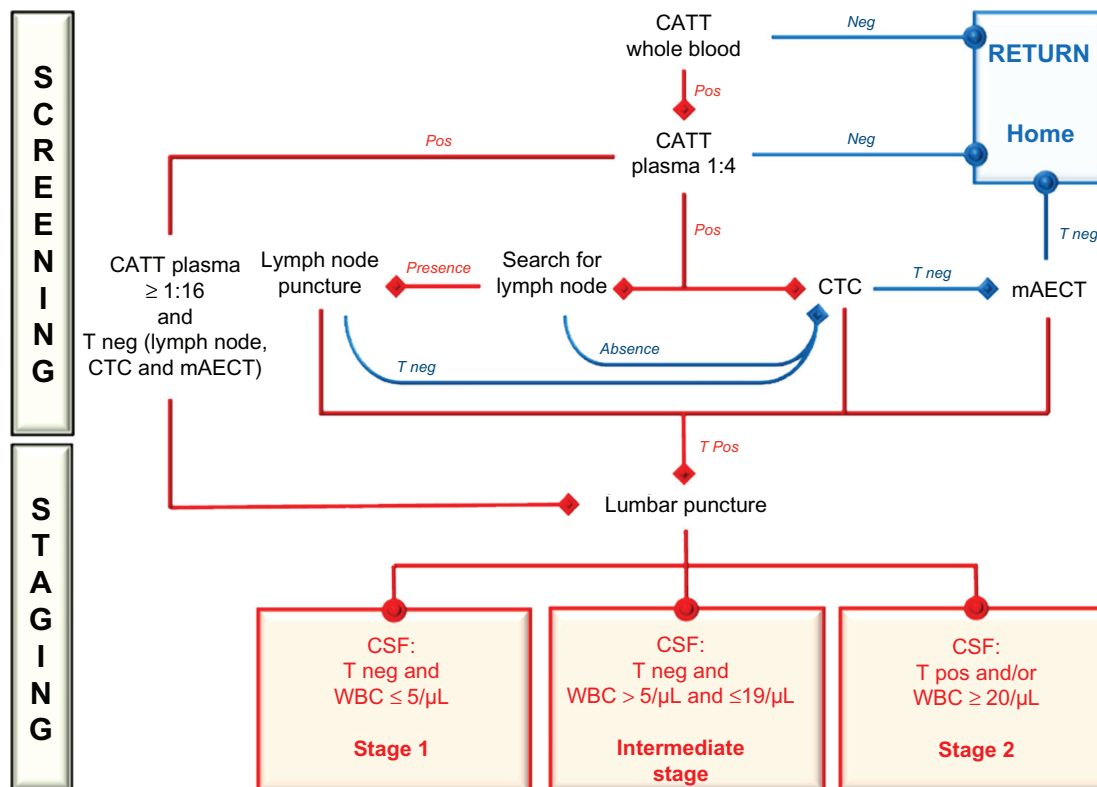 SCREENING
CATT
whole blood
Neg
RETURN
Home
Pos
CATT
plasma 1:4
Neg
Pos
Pos
T neg
CATT plasma
≥ 1:16
and
T neg (lymph node,
CTC and mAECT)
Lymph node
puncture
Presence
Search for
lymph node
CTC
T neg
mAECT
Absence
T neg
T Pos
STAGING
Lumbar puncture
CSF:
T neg and
WBC ≤ 5/µL
Stage 1
CSF:
T neg and
WBC > 5/µL and ≤19/µL
Intermediate
stage
CSF:
T pos and/or
WBC ≥ 20/µL
Stage 2